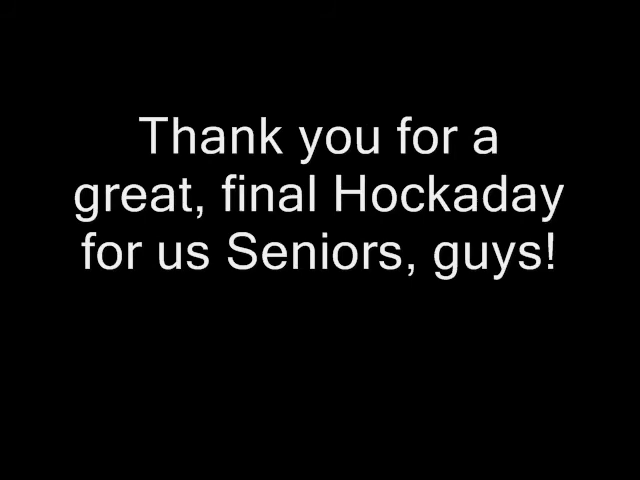 Thank you for a
great, final Hockaday
for us Seniors, guys!